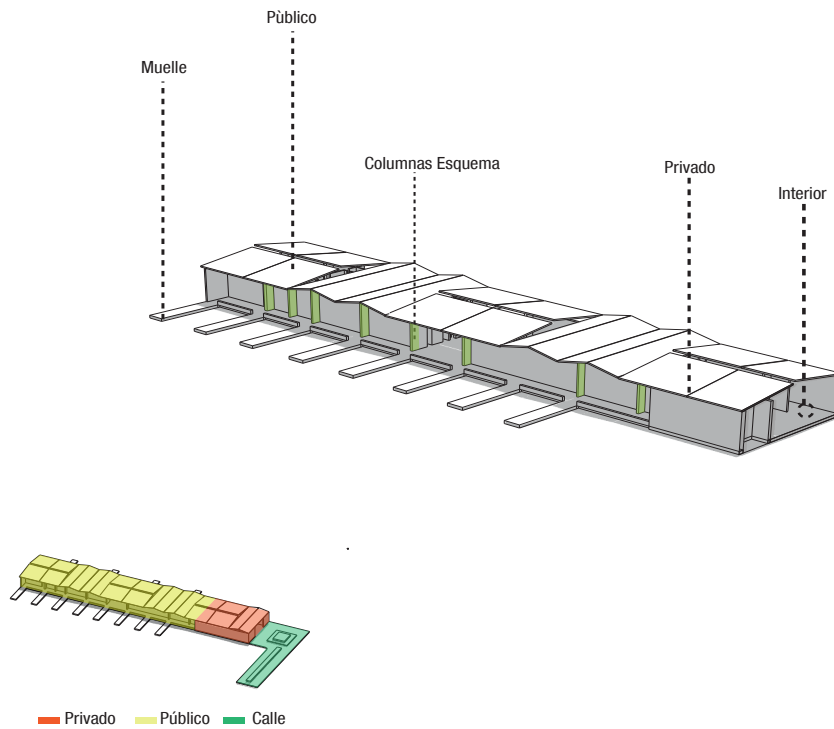 Pùblico
Muelle
Columnas Esquema
Privado
Interior
Privado
Público
Calle